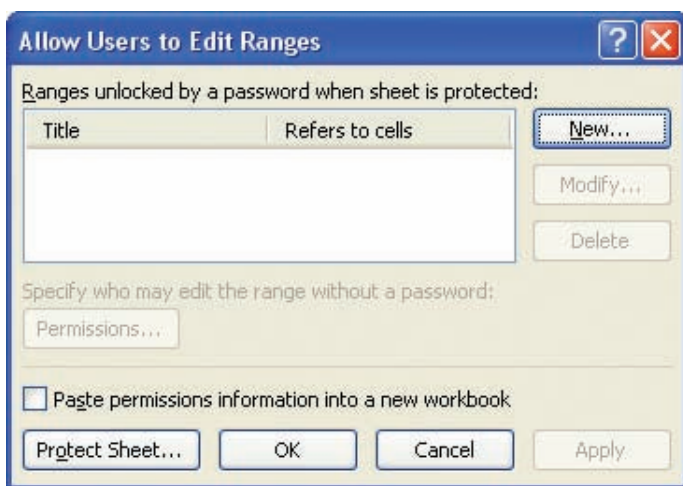 Allow Users to Edit Ranges
Ranges unlocked by a password when sheet is protected:
Title Refers to cells
New...
Modify...
Delete
Specify who may edit the range without a password:
Permissions...
Paste permissions information into a new workbook
Protect Sheet... OK Cancel Apply